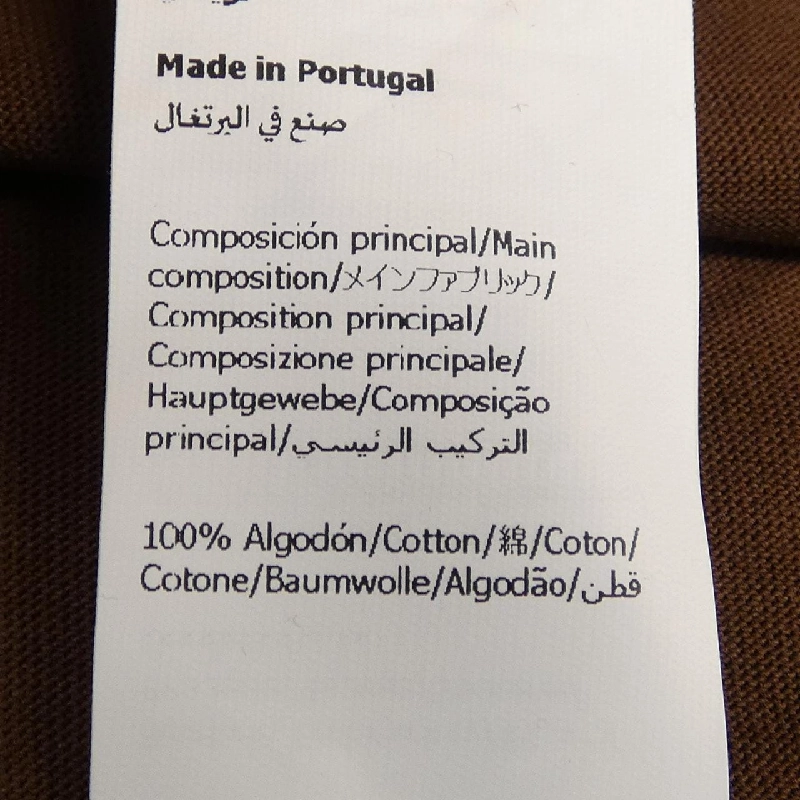 Made in Portugal
صنع في البرتغال
Composición principal/Main
composition/メインファブリック/
Composition principal/
Composizione principale/
Hauptgewebe/Composição
principal/التركيب الرئيسي
100% Algodón/Cotton/綿/Coton/
Cotone/Baumwolle/Algodão/قطن